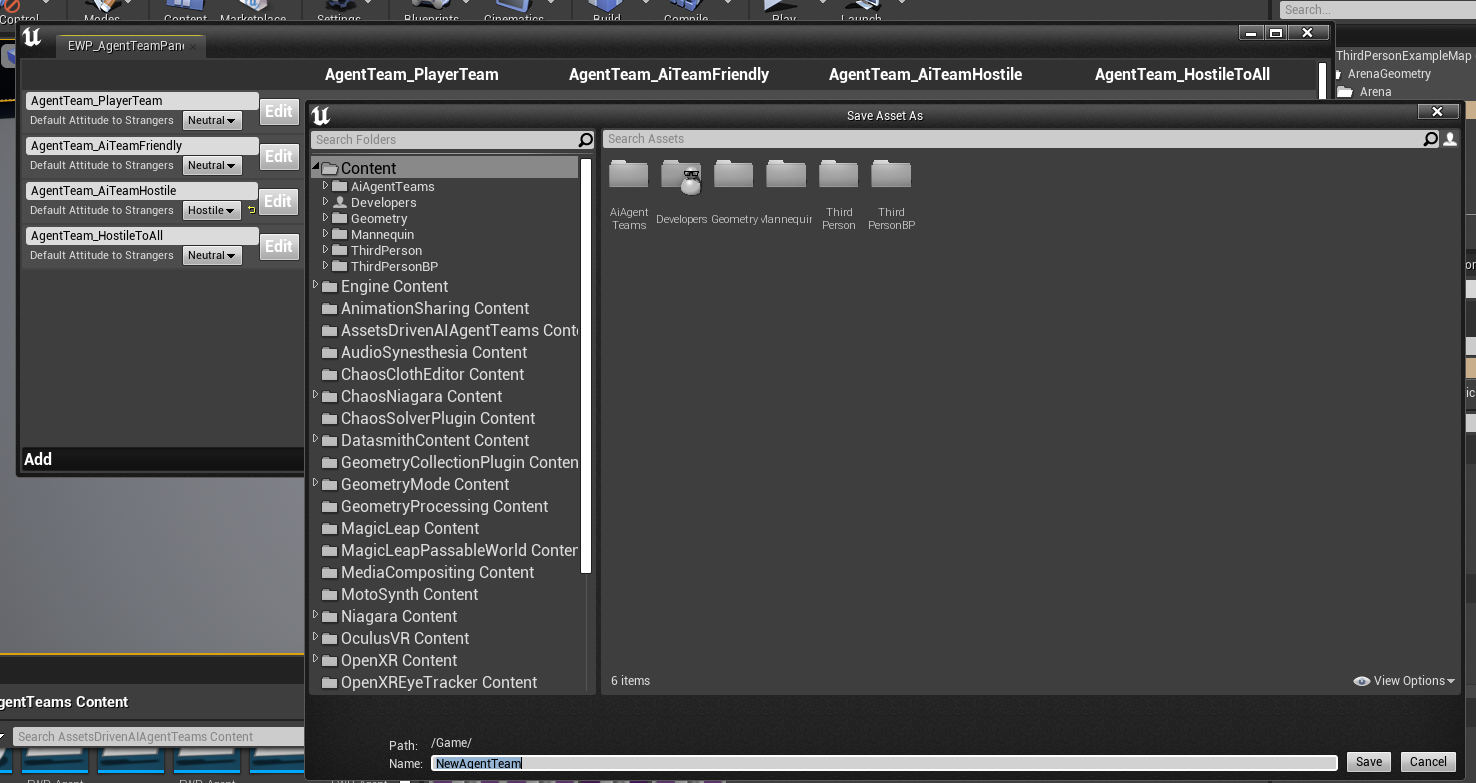 Control
Modes
Content
Marketplace
Settings
Blueprints
Cinematics
Build
Compile
Play
Launch
Search...
EWP_AgentTeamPan
ThirdPersonExampleMap
ArenaGeometry
Arena
AgentTeam_PlayerTeam
AgentTeam_AiTeamFriendly
AgentTeam_AiTeamHostile
AgentTeam_HostileToAll
AgentTeam_PlayerTeam
Default Attitude to Strangers Neutral
Edit
AgentTeam_AiTeamFriendly
Default Attitude to Strangers Neutral
Edit
AgentTeam_AiTeamHostile
Default Attitude to Strangers Hostile
Edit
AgentTeam_HostileToAll
Default Attitude to Strangers Neutral
Edit
Add
Save Asset As
Search Folders
Content
AiAgentTeams
Developers
Geometry
Mannequin
ThirdPerson
ThirdPersonBP
Engine Content
AnimationSharing Content
AssetsDrivenAIAgentTeams Conte
AudioSynesthesia Content
ChaosClothEditor Content
ChaosNiagara Content
ChaosSolverPlugin Content
DatasmithContent Content
GeometryCollectionPlugin Conten
GeometryMode Content
GeometryProcessing Content
MagicLeap Content
MagicLeapPassableWorld Conten
MediaCompositing Content
MotoSynth Content
Niagara Content
OculusVR Content
OpenXR Content
OpenXREyeTracker Content
Search Assets
AiAgent
Teams
Developers
Geometry
Mannequin
Third
Person
Third
PersonBP
6 items
View Options
gentTeams Content
Search AssetsDrivenAIAgentTeams Content
Path: /Game/
Name: NewAgentTeam
Save
Cancel